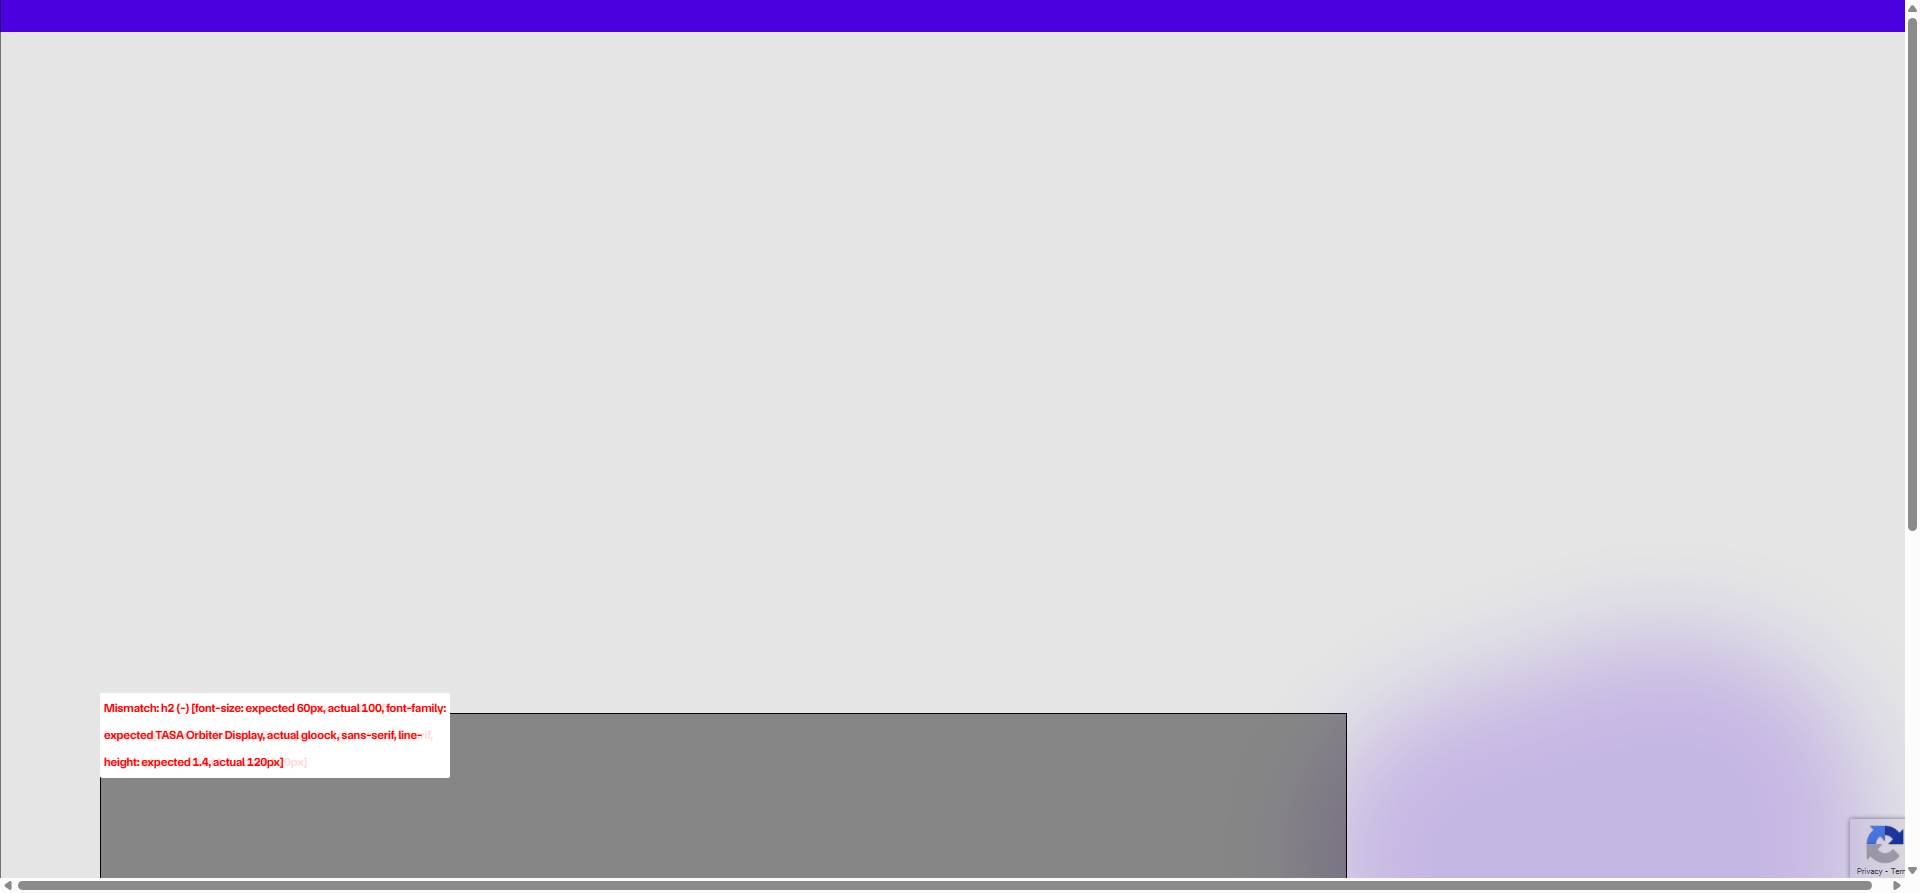 Mismatch: h2 (-) [font-size: expected 60px, actual 100, font-family:
expected TASA Orbiter Display, actual gloock, sans-serif, line-
height: expected 1.4, actual 120px]
Privacy -